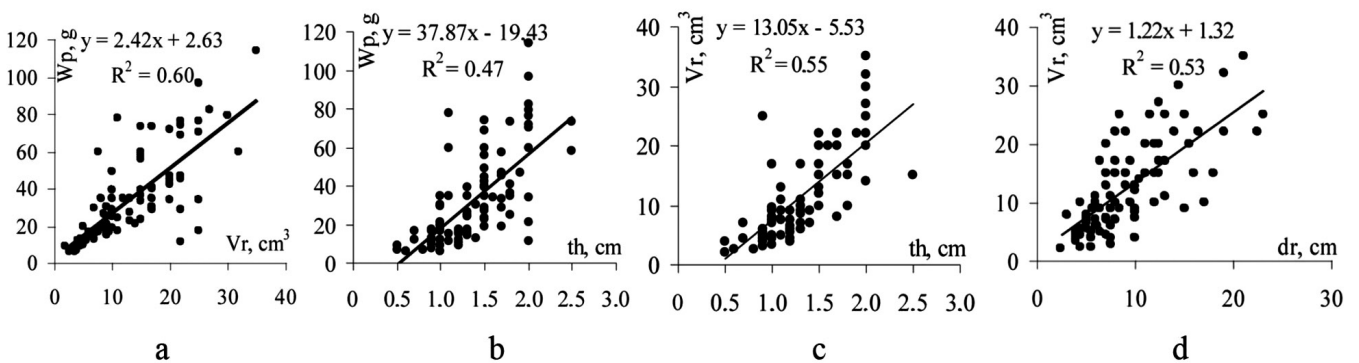 Wp, g
y = 2.42x + 2.63
R² = 0.60
120
100
80
60
40
20
0
0 10 20 30 40
Vr, cm³
a
Wp, g
y = 37.87x - 19.43
R² = 0.47
120
100
80
60
40
20
0
0 0.5 1.0 1.5 2.0 2.5 3.0
th, cm
b
Vr, cm³
y = 13.05x - 5.53
R² = 0.55
40
30
20
10
0
0 0.5 1.0 1.5 2.0 2.5 3.0
th, cm
c
Vr, cm³
y = 1.22x + 1.32
R² = 0.53
40
30
20
10
0
0 10 20 30
dr, cm
d